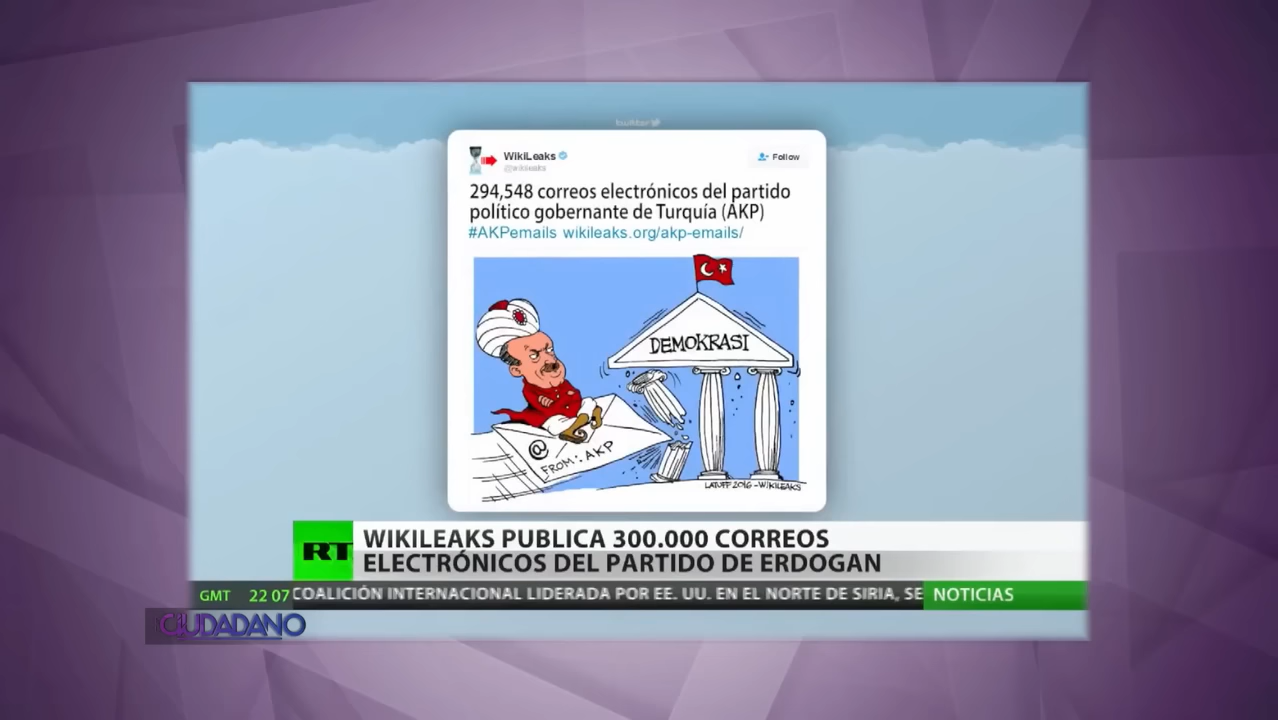 twitter
WikiLeaks
@wikileaks
Follow
294,548 correos electrónicos del partido
político gobernante de Turquía (AKP)
#AKPemails wikileaks.org/akp-emails/
DEMOKRASI
@
FROM: AKP
LATUFF 2016 - WIKILEAKS
RT
WIKILEAKS PUBLICA 300.000 CORREOS
ELECTRÓNICOS DEL PARTIDO DE ERDOGAN
GMT 22 07
COALICIÓN INTERNACIONAL LIDERADA POR EE. UU. EN EL NORTE DE SIRIA, SE
NOTICIAS
CIUDADANO